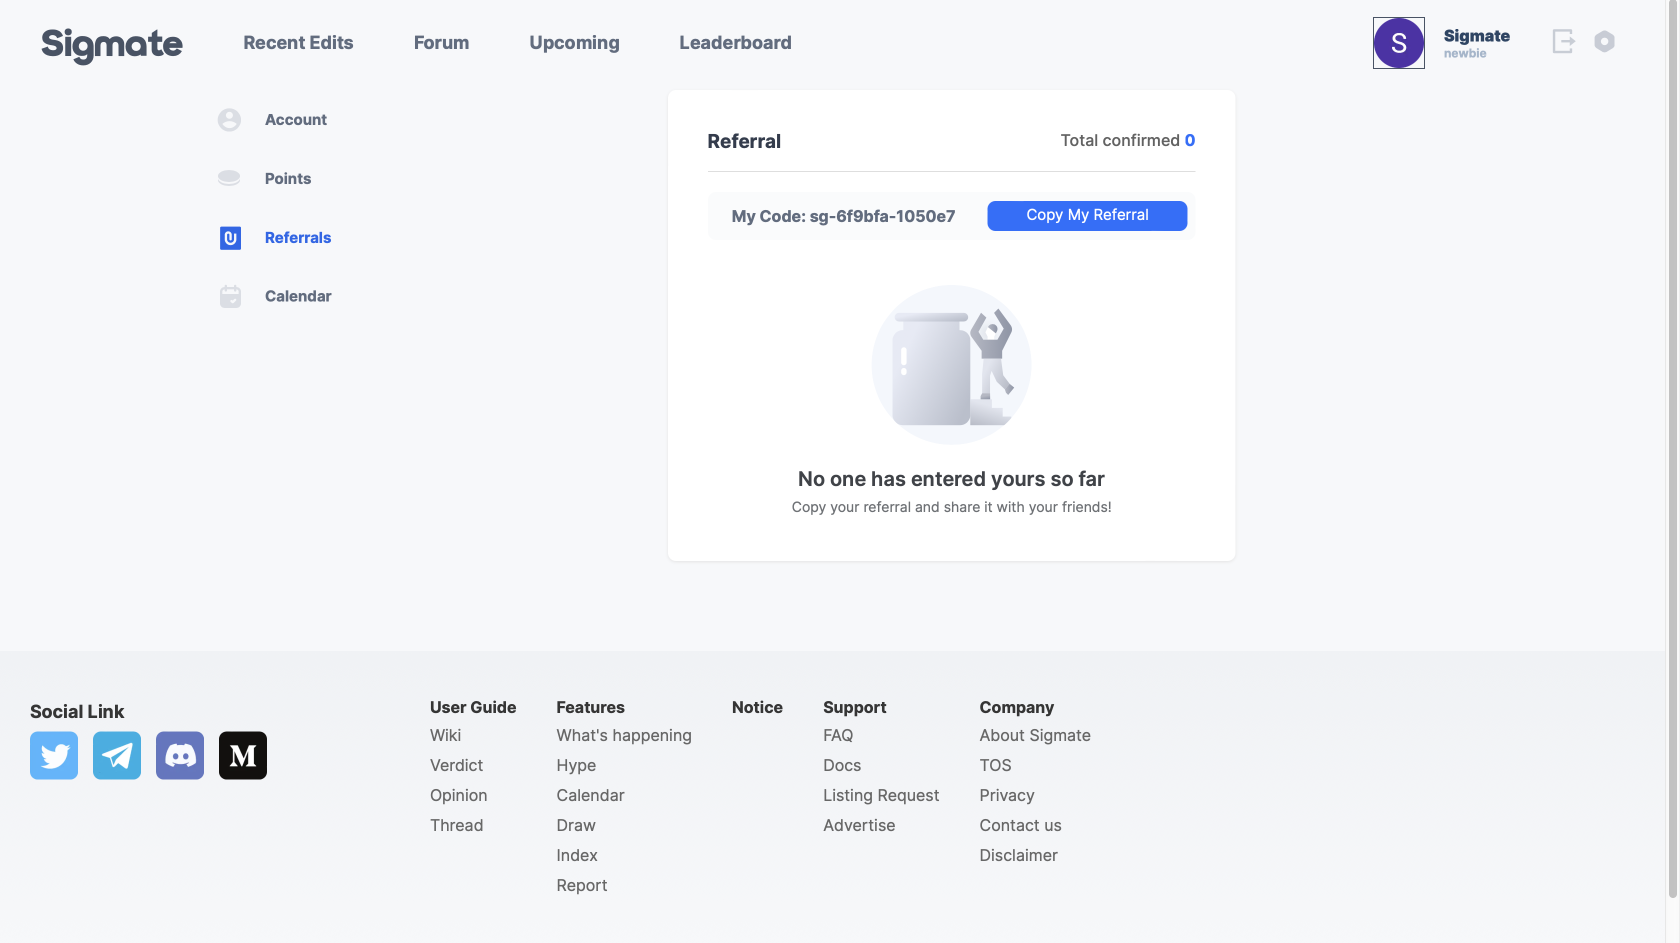 Sigmate
Recent Edits
Forum
Upcoming
Leaderboard
S
Sigmate
newbie
Account
Points
Referrals
Calendar
Referral
Total confirmed 0
My Code: sg-6f9bfa-1050e7
Copy My Referral
No one has entered yours so far
Copy your referral and share it with your friends!
Social Link
M
User Guide
Wiki
Verdict
Opinion
Thread
Features
What's happening
Hype
Calendar
Draw
Index
Report
Notice
Support
FAQ
Docs
Listing Request
Advertise
Company
About Sigmate
TOS
Privacy
Contact us
Disclaimer